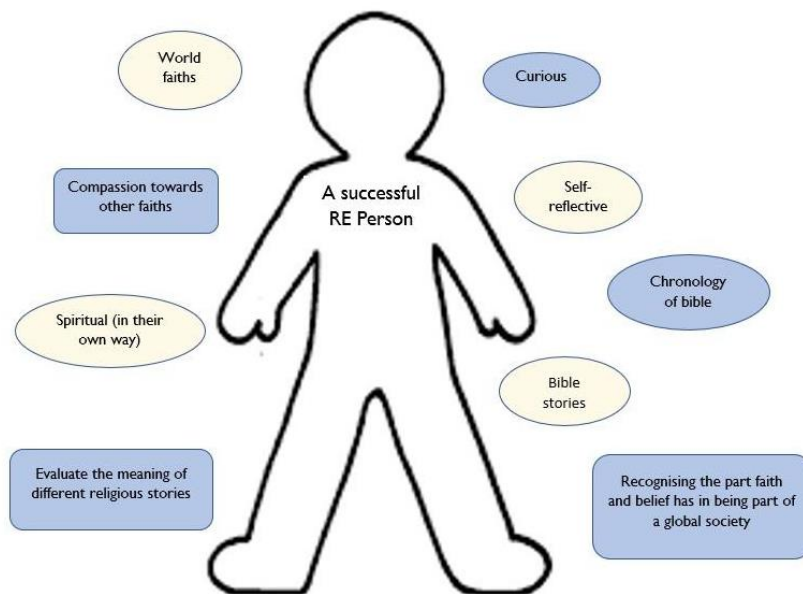 World
faiths
Curious
Compassion towards
other faiths
A successful
RE Person
Self-
reflective
Chronology
of bible
Spiritual (in their
own way)
Bible
stories
Evaluate the meaning of
different religious stories
Recognising the part faith
and belief has in being part of
a global society